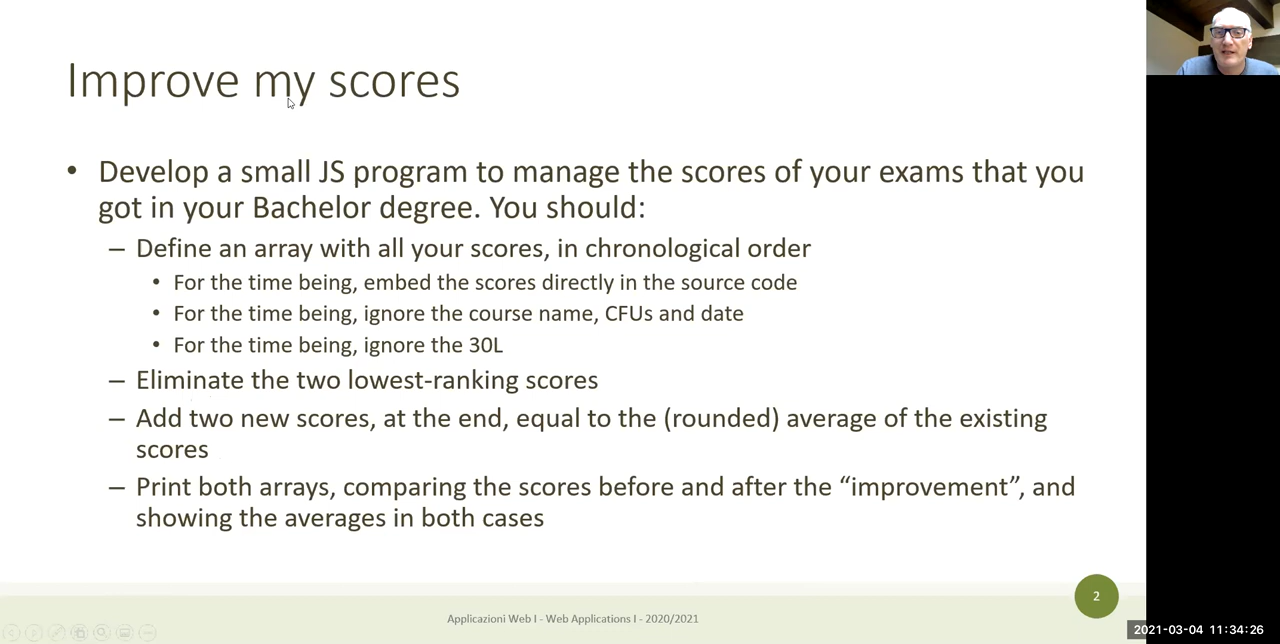 Improve my scores
• Develop a small JS program to manage the scores of your exams that you
got in your Bachelor degree. You should:
– Define an array with all your scores, in chronological order
• For the time being, embed the scores directly in the source code
• For the time being, ignore the course name, CFUs and date
• For the time being, ignore the 30L
– Eliminate the two lowest-ranking scores
– Add two new scores, at the end, equal to the (rounded) average of the existing
scores
– Print both arrays, comparing the scores before and after the “improvement”, and
showing the averages in both cases
2
Applicazioni Web I - Web Applications I - 2020/2021
2021-03-04 11:34:26